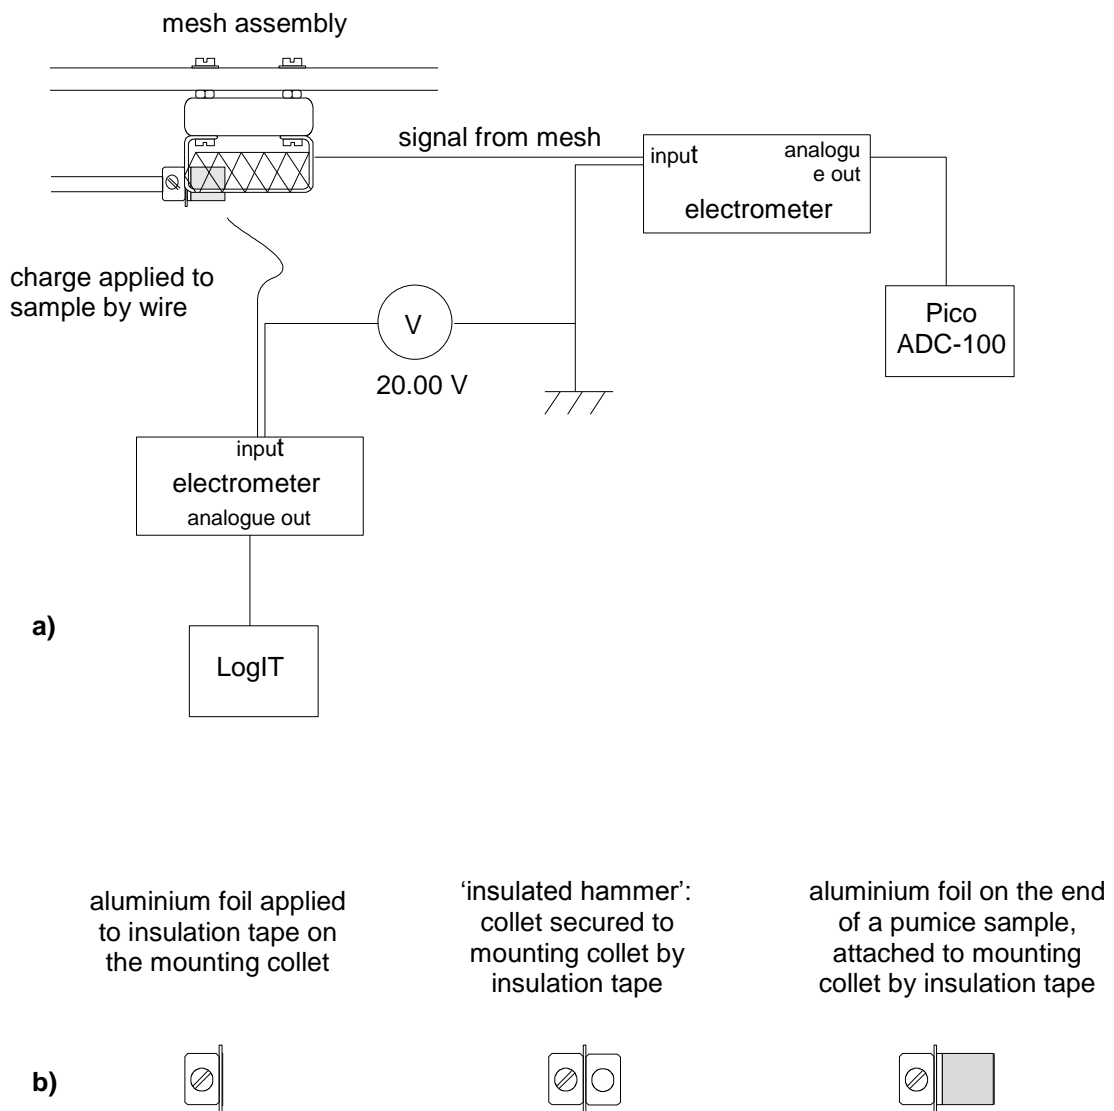 mesh assembly
signal from mesh
input
analogu
e out
electrometer
charge applied to
sample by wire
V
20.00 V
Pico
ADC-100
input
electrometer
analogue out
a)
LogIT
aluminium foil applied
to insulation tape on
the mounting collet
‘insulated hammer’:
collet secured to
mounting collet by
insulation tape
aluminium foil on the end
of a pumice sample,
attached to mounting
collet by insulation tape
b)